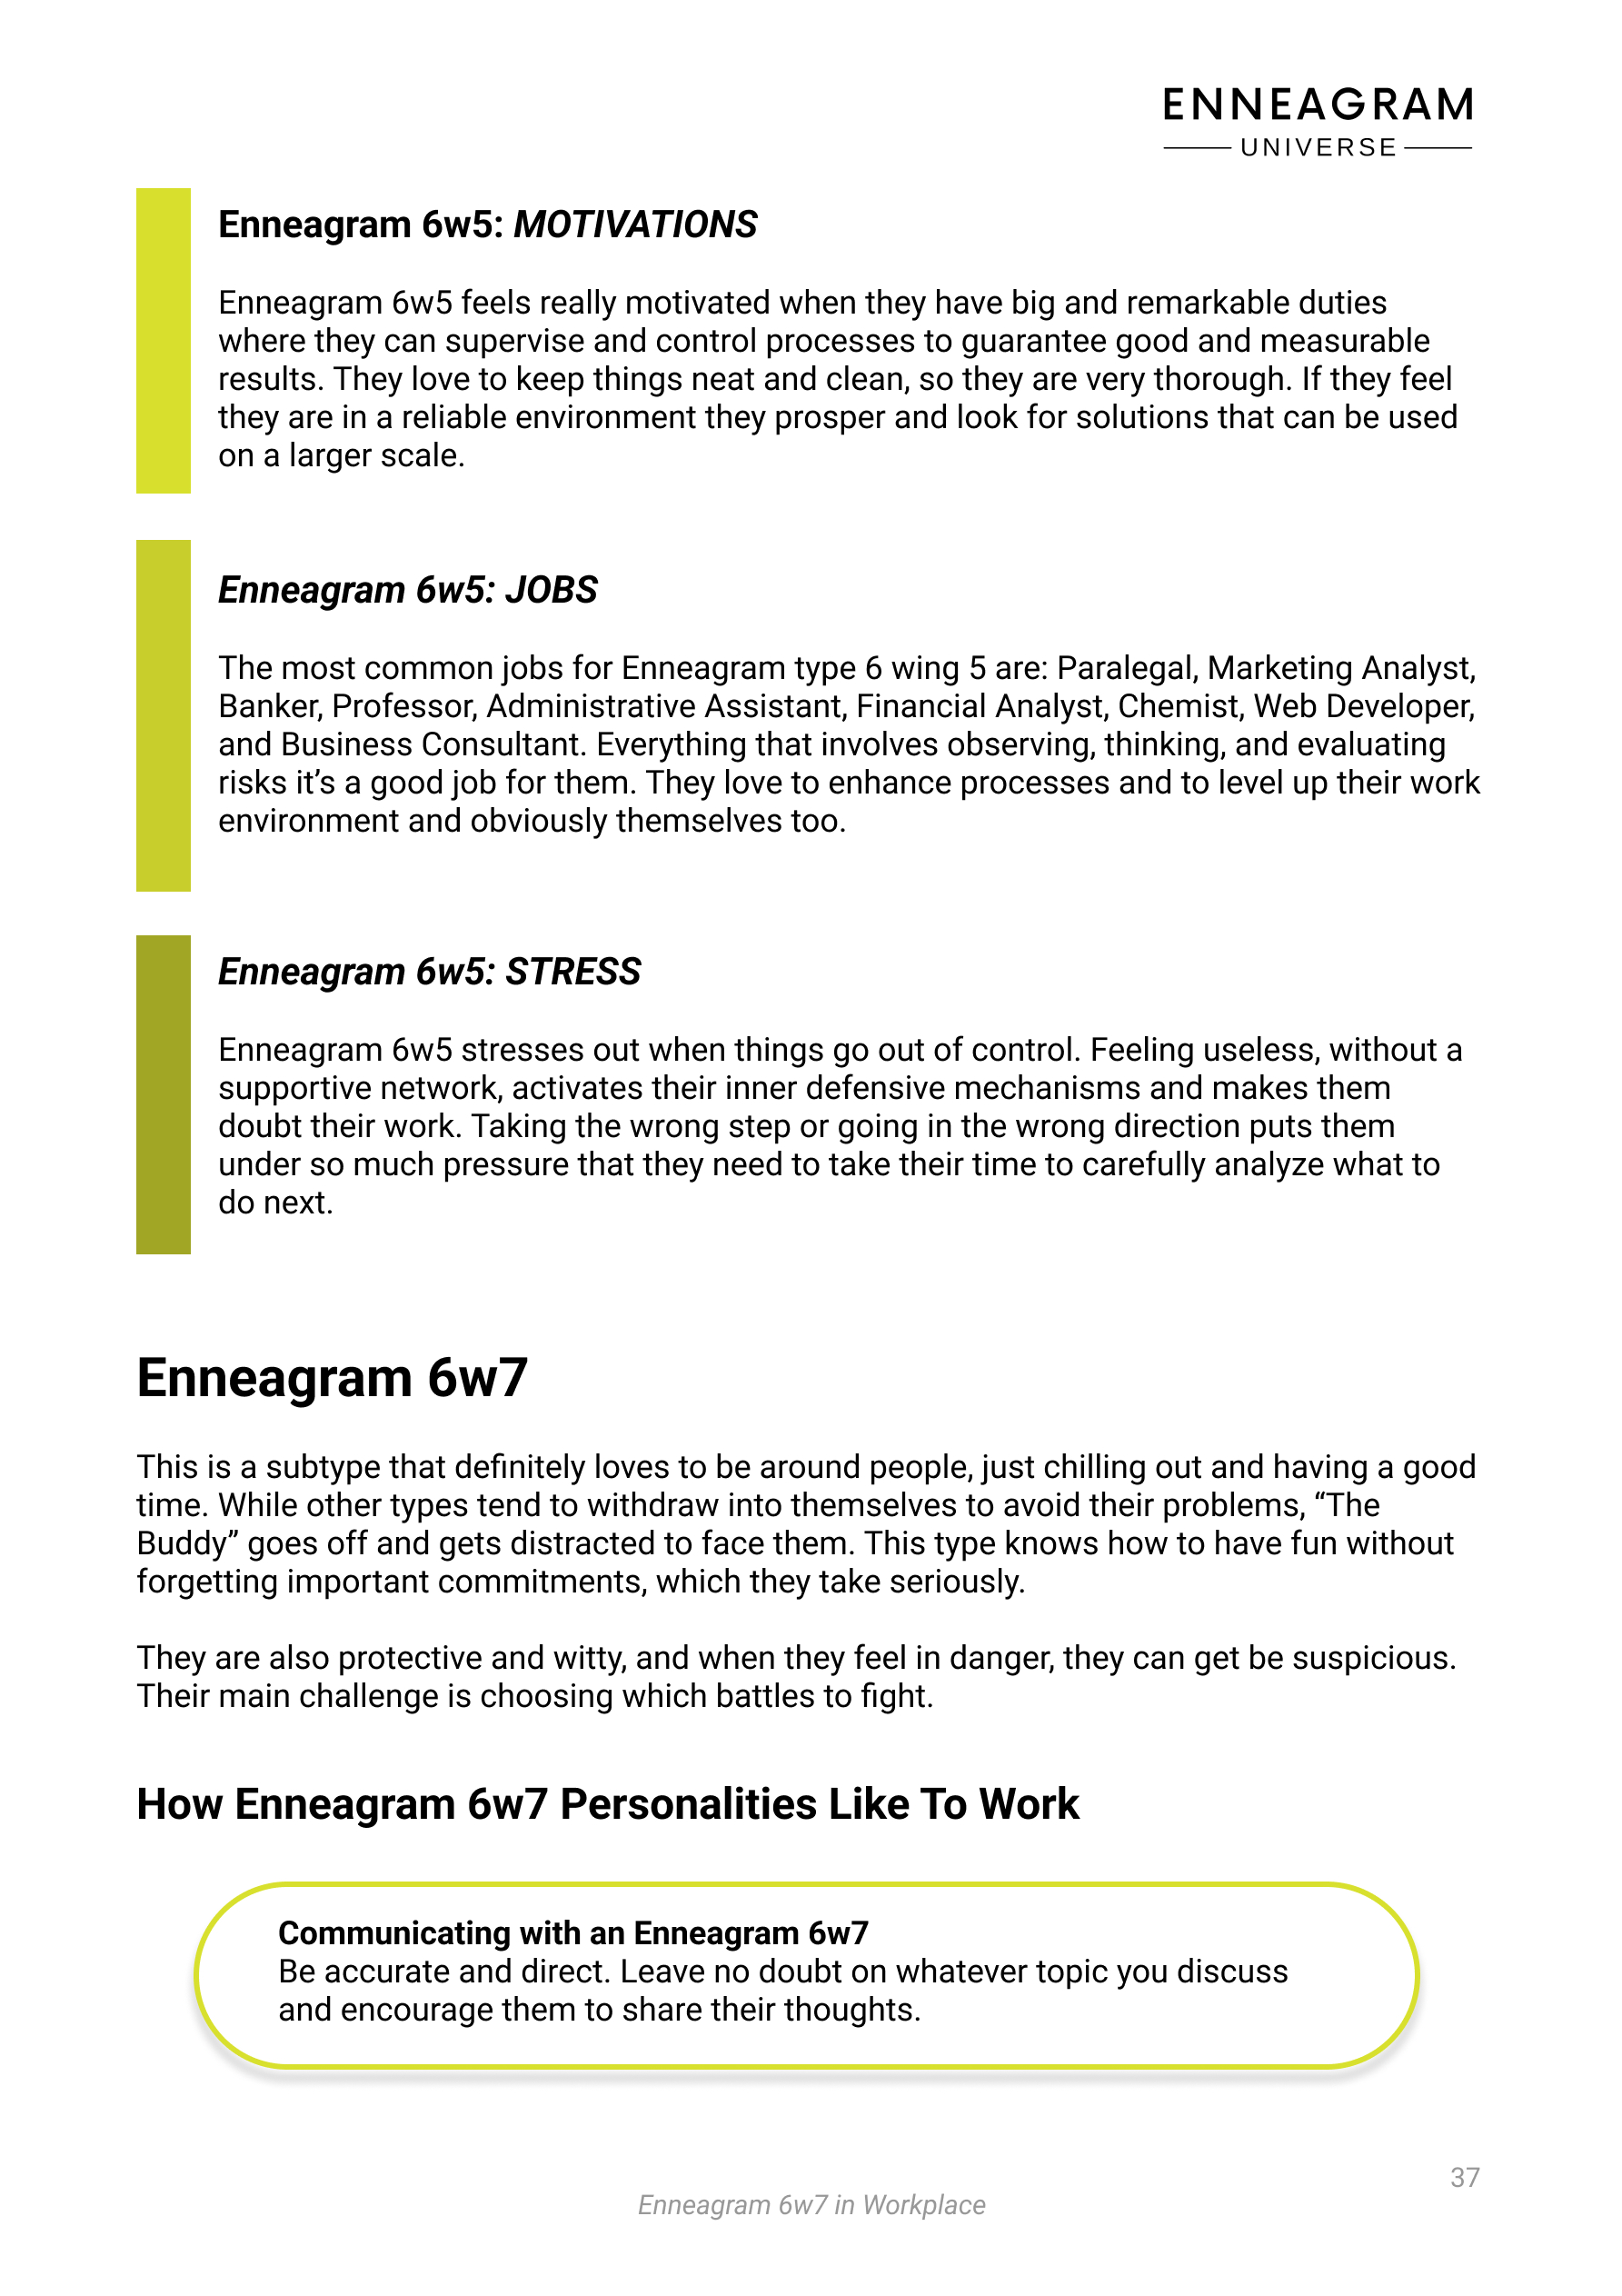 ENNEAGRAM
UNIVERSE
Enneagram 6w5: MOTIVATIONS
Enneagram 6w5 feels really motivated when they have big and remarkable duties
where they can supervise and control processes to guarantee good and measurable
results. They love to keep things neat and clean, so they are very thorough. If they feel
they are in a reliable environment they prosper and look for solutions that can be used
on a larger scale.
Enneagram 6w5: JOBS
The most common jobs for Enneagram type 6 wing 5 are: Paralegal, Marketing Analyst,
Banker, Professor, Administrative Assistant, Financial Analyst, Chemist, Web Developer,
and Business Consultant. Everything that involves observing, thinking, and evaluating
risks it’s a good job for them. They love to enhance processes and to level up their work
environment and obviously themselves too.
Enneagram 6w5: STRESS
Enneagram 6w5 stresses out when things go out of control. Feeling useless, without a
supportive network, activates their inner defensive mechanisms and makes them
doubt their work. Taking the wrong step or going in the wrong direction puts them
under so much pressure that they need to take their time to carefully analyze what to
do next.
Enneagram 6w7
This is a subtype that definitely loves to be around people, just chilling out and having a good
time. While other types tend to withdraw into themselves to avoid their problems, “The
Buddy” goes off and gets distracted to face them. This type knows how to have fun without
forgetting important commitments, which they take seriously.
They are also protective and witty, and when they feel in danger, they can get be suspicious.
Their main challenge is choosing which battles to fight.
How Enneagram 6w7 Personalities Like To Work
Communicating with an Enneagram 6w7
Be accurate and direct. Leave no doubt on whatever topic you discuss
and encourage them to share their thoughts.
37
Enneagram 6w7 in Workplace